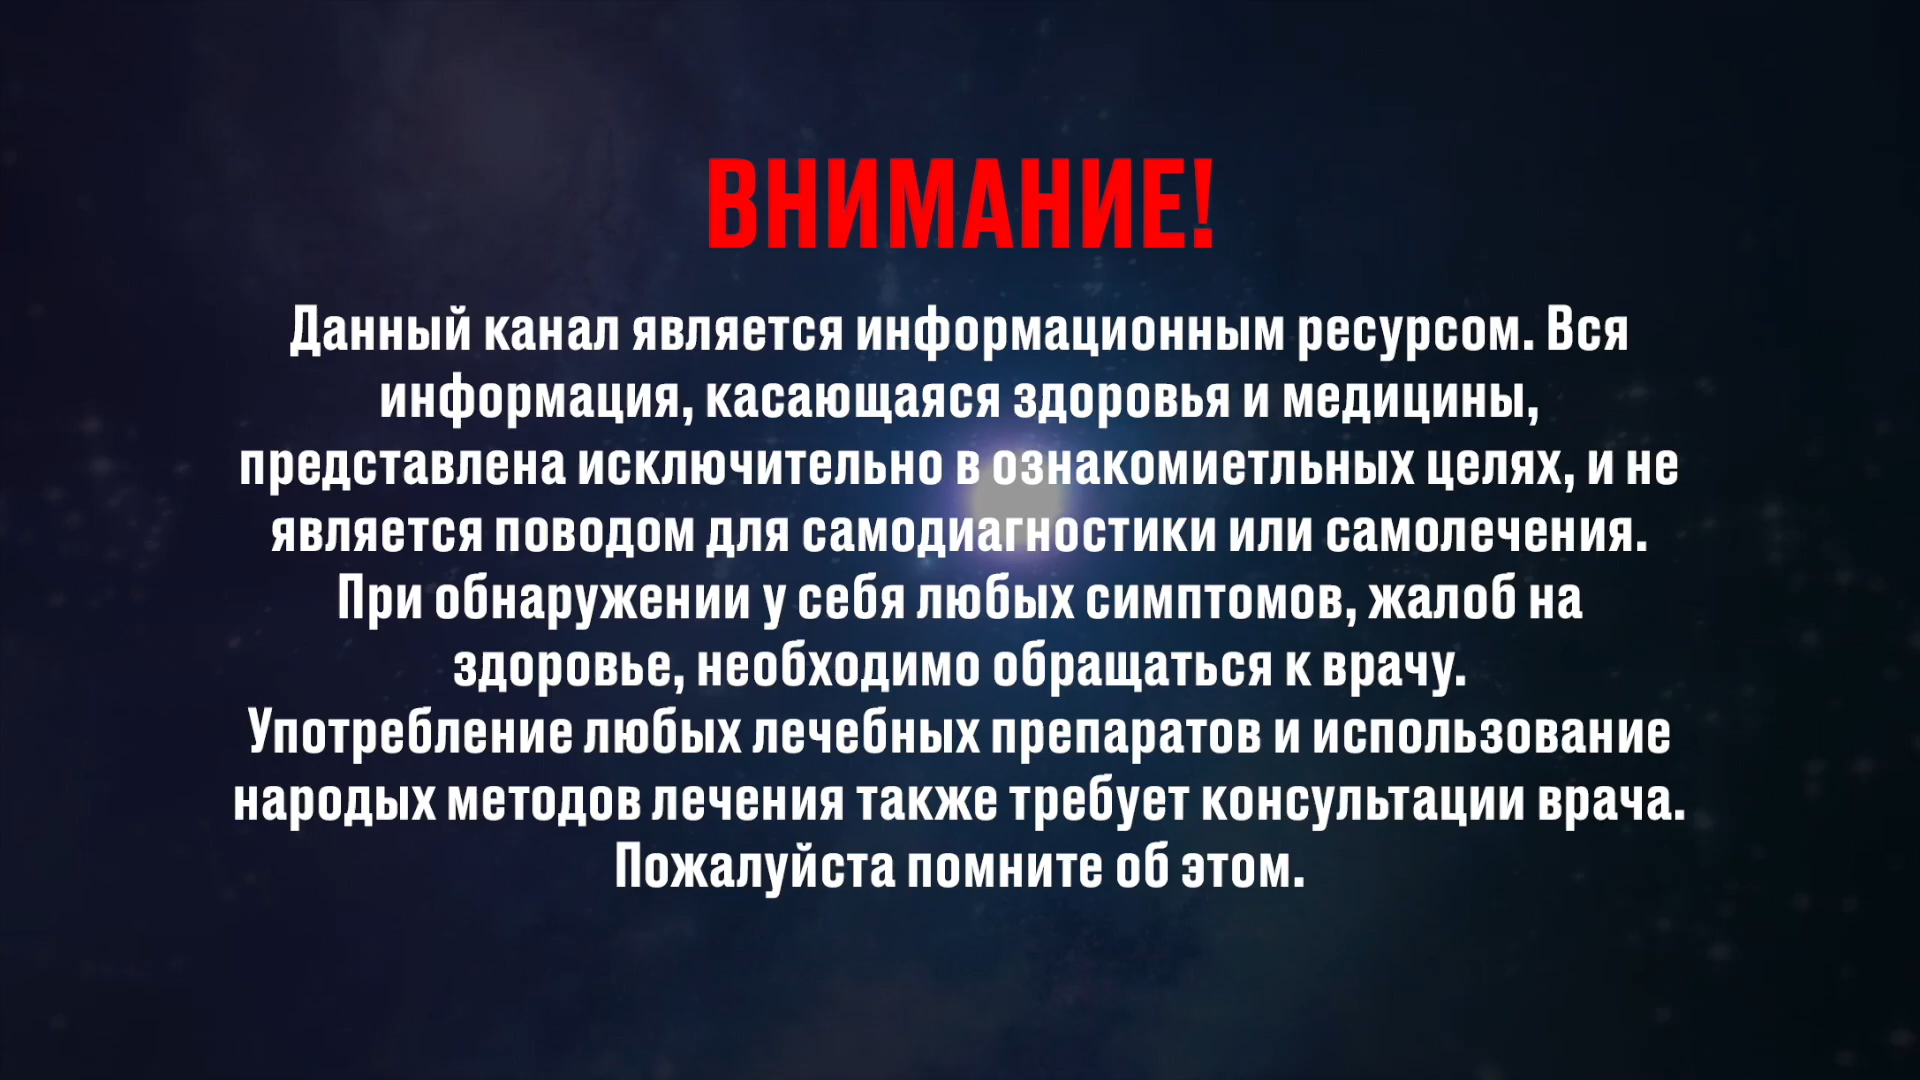 ВНИМАНИЕ!
Данный канал является информационным ресурсом. Вся
информация, касающаяся здоровья и медицины,
представлена исключительно в ознакомиетльных целях, и не
является поводом для самодиагностики или самолечения.
При обнаружении у себя любых симптомов, жалоб на
здоровье, необходимо обращаться к врачу.
Употребление любых лечебных препаратов и использование
народых методов лечения также требует консультации врача.
Пожалуйста помните об этом.